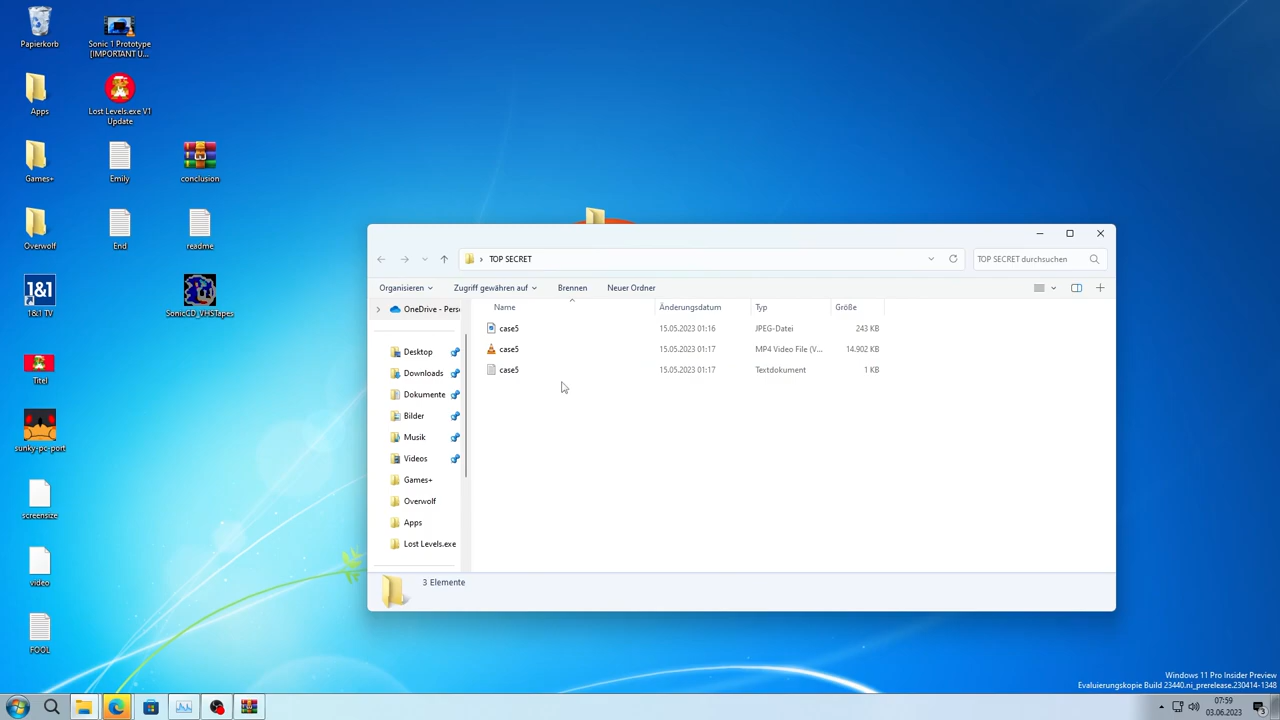 Papierkorb
Sonic 1 Prototype
[IMPORTANT U...
Apps
Lost Levels.exe V1
Update
Games+
Emily
conclusion
Overwolf
End
readme
1&1
1&1 TV
SonicCD_VHSTapes
Titel
sunky-pc-port
screensize
video
FOOL
TOP SECRET
TOP SECRET durchsuchen
Organisieren
Zugriff gewähren auf
Brennen
Neuer Ordner
OneDrive - Pers
Desktop
Downloads
Dokumente
Bilder
Musik
Videos
Games+
Overwolf
Apps
Lost Levels.exe
Name Änderungsdatum Typ Größe
case5 15.05.2023 01:16 JPEG-Datei 243 KB
case5 15.05.2023 01:17 MP4 Video File (V... 14.902 KB
case5 15.05.2023 01:17 Textdokument 1 KB
3 Elemente
Windows 11 Pro Insider Preview
Evaluierungskopie Build 23440.ni_prerelease.230414-1348
07:59
03.06.2023
3